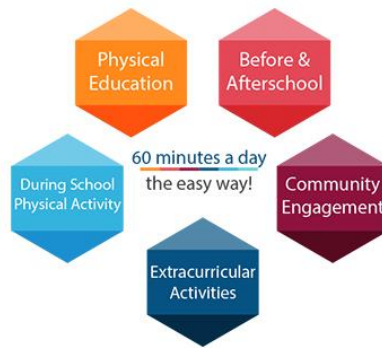 Physical
Education
Before &
Afterschool
During School
Physical Activity
60 minutes a day
the easy way!
Community
Engagement
Extracurricular
Activities